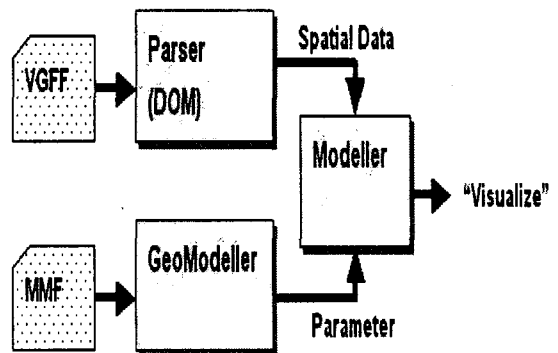 VGFF
Parser
(DOM)
Spatial Data
Modeller
"Visualize"
MMF
GeoModeller
Parameter